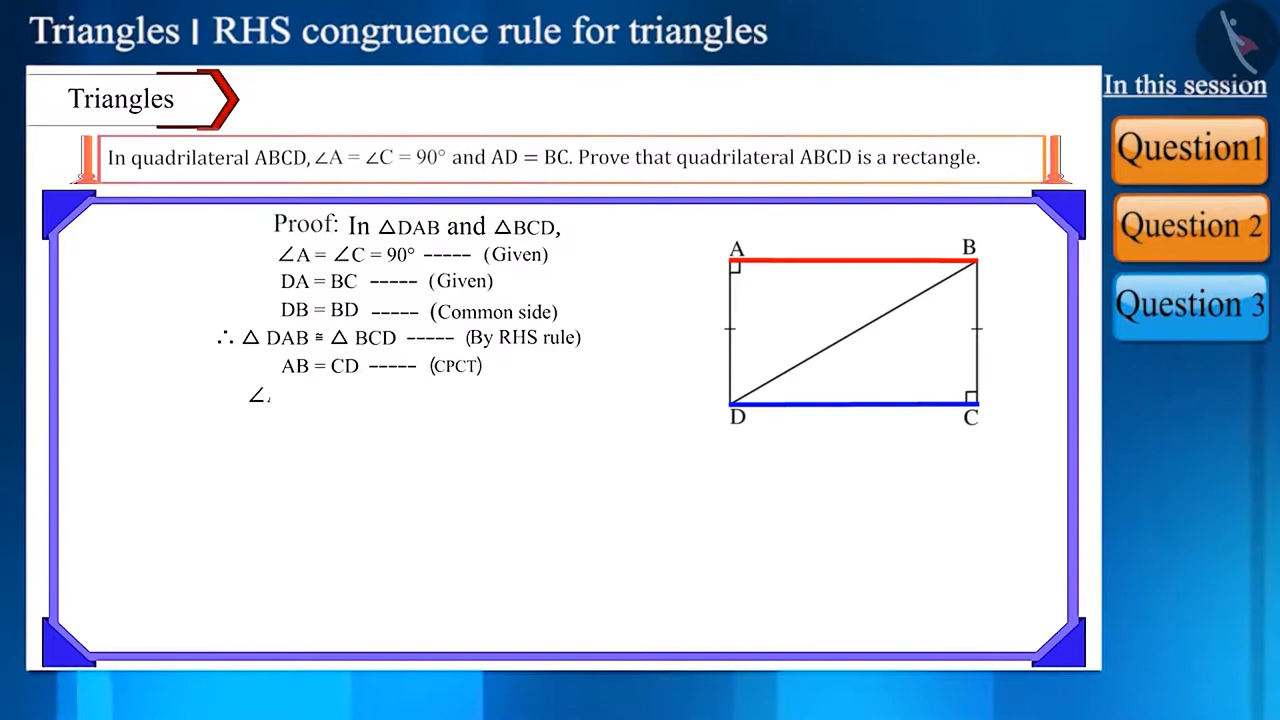 Triangles | RHS congruence rule for triangles
In this session
Triangles
Question1
In quadrilateral ABCD, ∠A = ∠C = 90° and AD = BC. Prove that quadrilateral ABCD is a rectangle.
Question 2
Question 3
Proof: In △DAB and △BCD,
∠A = ∠C = 90° ----- (Given)
DA = BC ----- (Given)
DB = BD ----- (Common side)
∴ △ DAB ≅ △ BCD ----- (By RHS rule)
AB = CD ----- (CPCT)
∠
A
B
D
C